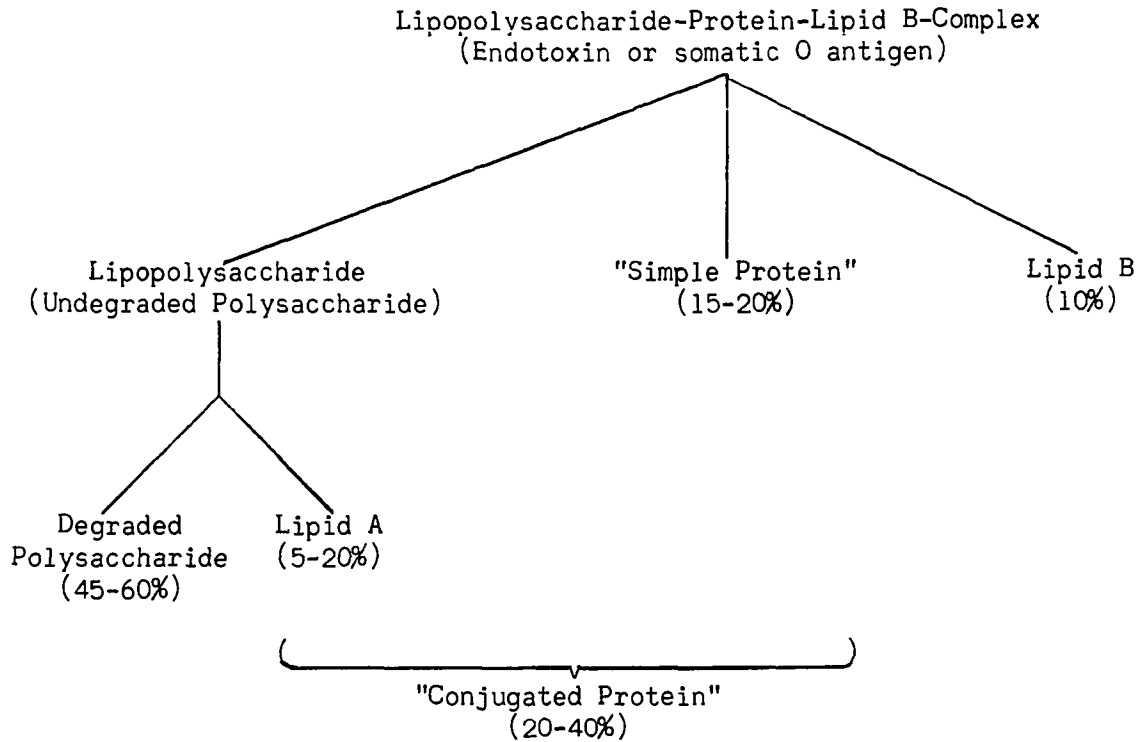 Lipopolysaccharide-Protein-Lipid B-Complex
(Endotoxin or somatic O antigen)
Lipopolysaccharide
(Undegraded Polysaccharide)
"Simple Protein"
(15-20%)
Lipid B
(10%)
Degraded
Polysaccharide
(45-60%)
Lipid A
(5-20%)
"Conjugated Protein"
(20-40%)